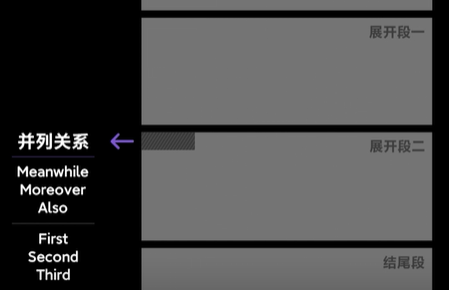 展开段一
并列关系
展开段二
Meanwhile
Moreover
Also
First
Second
Third
结尾段